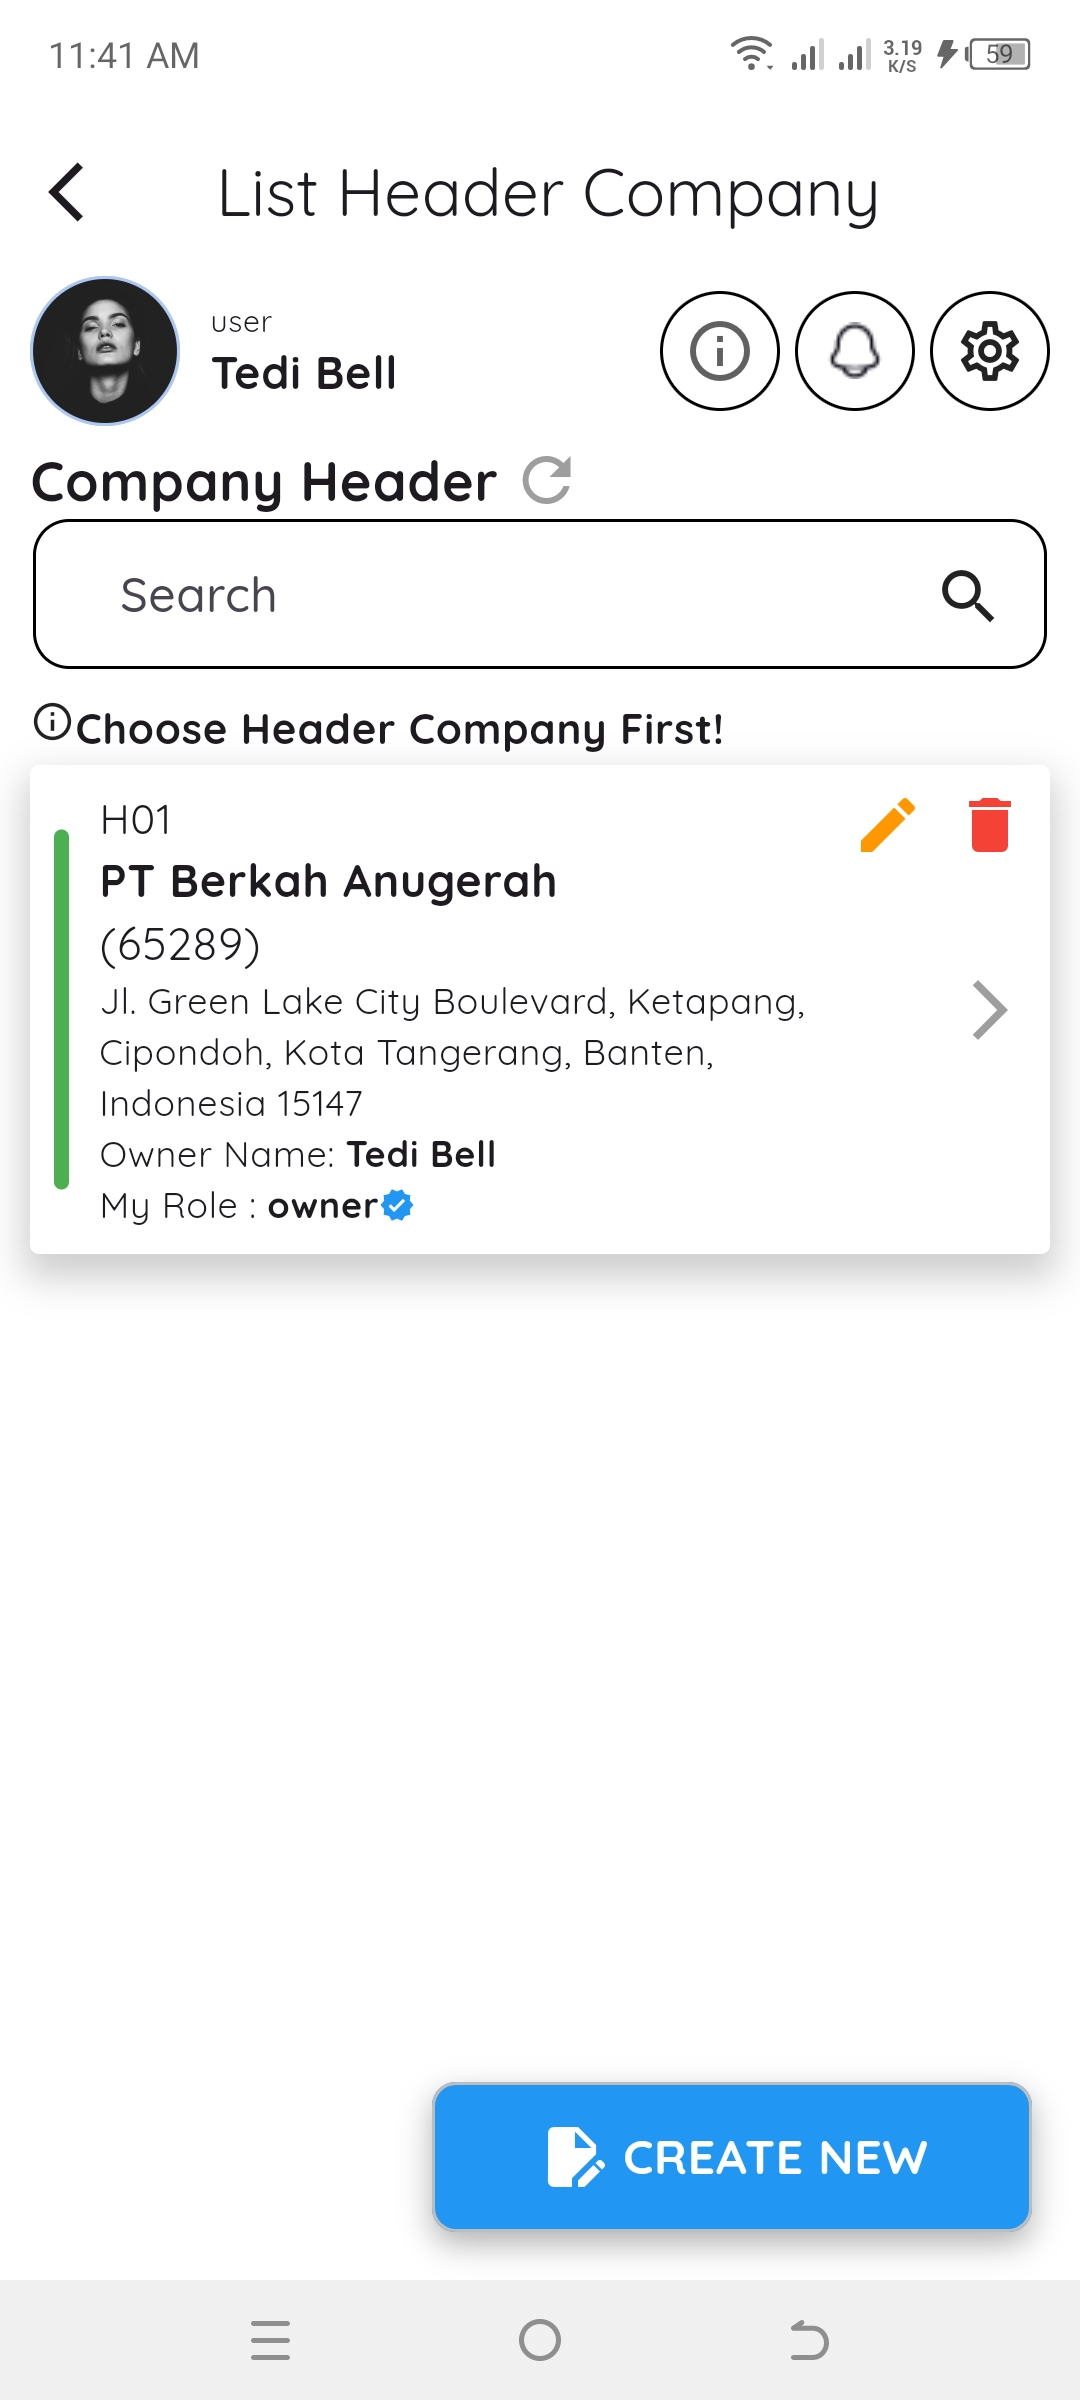 11:41 AM
3.19
K/S
59
List Header Company
user
Tedi Bell
Company Header
Search
Choose Header Company First!
H01
PT Berkah Anugerah
(65289)
Jl. Green Lake City Boulevard, Ketapang,
Cipondoh, Kota Tangerang, Banten,
Indonesia 15147
Owner Name: Tedi Bell
My Role : owner
CREATE NEW